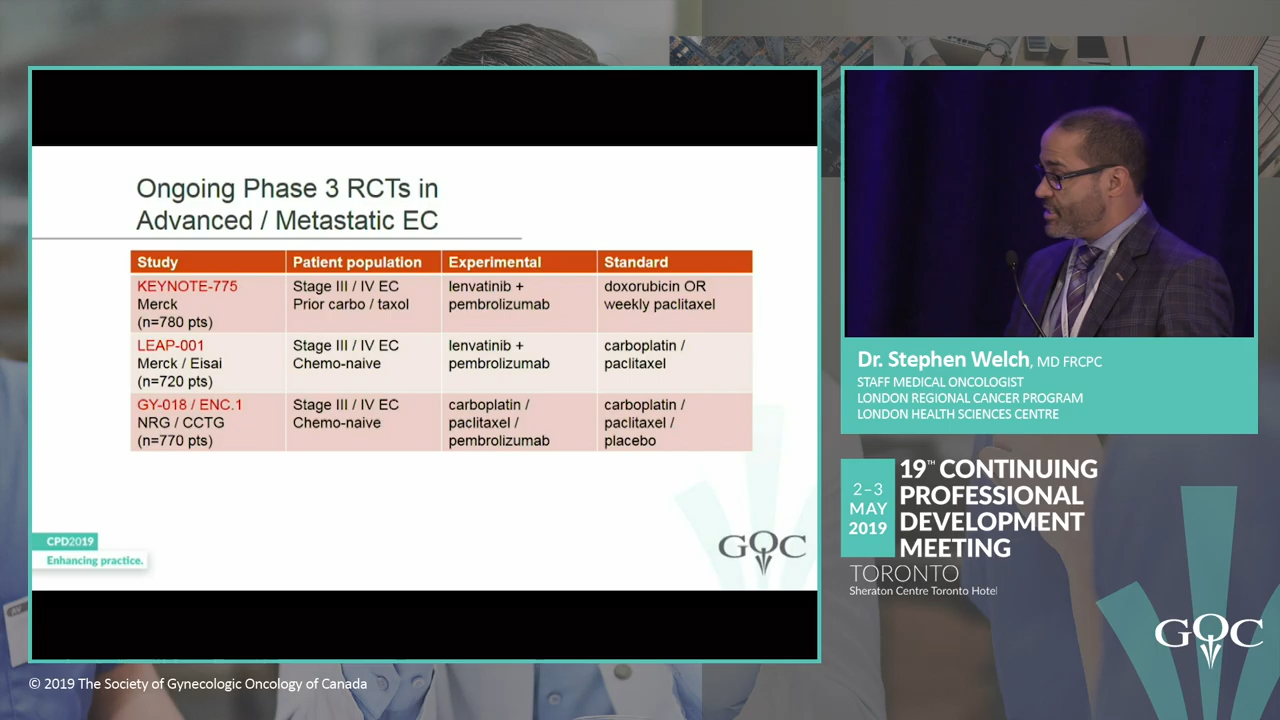 Ongoing Phase 3 RCTs in
Advanced / Metastatic EC
Study Patient population Experimental Standard
KEYNOTE-775
Merck
(n=780 pts)
Stage III / IV EC
Prior carbo / taxol
lenvatinib +
pembrolizumab
doxorubicin OR
weekly paclitaxel
LEAP-001
Merck / Eisai
(n=720 pts)
Stage III / IV EC
Chemo-naive
lenvatinib +
pembrolizumab
carboplatin /
paclitaxel
GY-018 / ENC.1
NRG / CCTG
(n=770 pts)
Stage III / IV EC
Chemo-naive
carboplatin /
paclitaxel /
pembrolizumab
carboplatin /
paclitaxel /
placebo
CPD2019
Enhancing practice.
GOC
Dr. Stephen Welch, MD FRCPC
STAFF MEDICAL ONCOLOGIST
LONDON REGIONAL CANCER PROGRAM
LONDON HEALTH SCIENCES CENTRE
2–3
MAY
2019
19TH CONTINUING
PROFESSIONAL
DEVELOPMENT
MEETING
TORONTO
Sheraton Centre Toronto Hotel
GOC
© 2019 The Society of Gynecologic Oncology of Canada